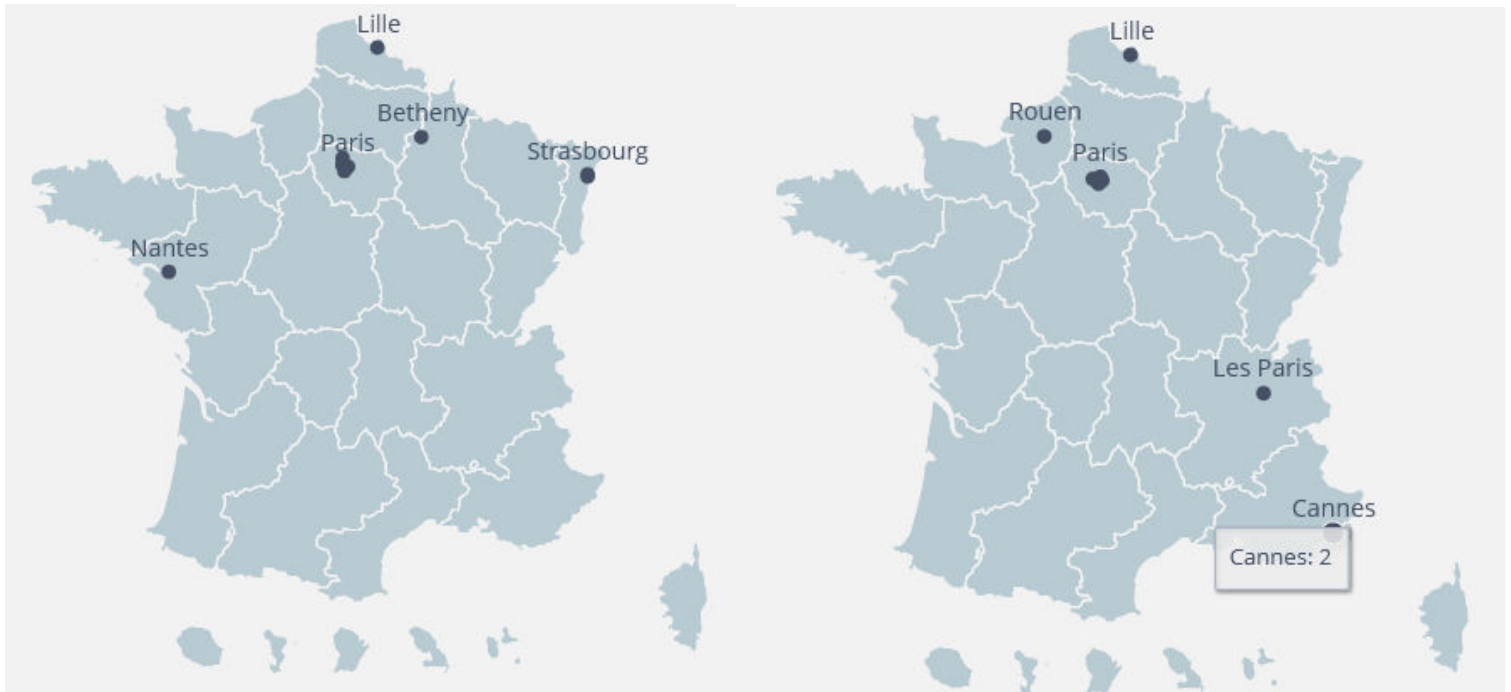 Lille
Betheny
Paris
Strasbourg
Nantes
Lille
Rouen
Paris
Les Paris
Cannes
Cannes: 2